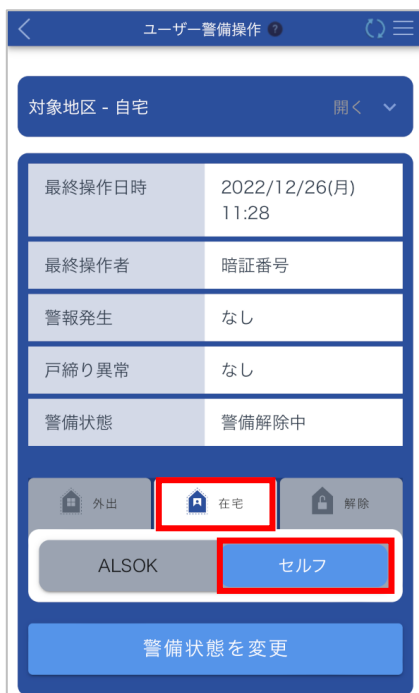 ユーザー警備操作 ?
対象地区 - 自宅 開く
最終操作日時 2022/12/26(月)
11:28
最終操作者 暗証番号
警報発生 なし
戸締り異常 なし
警備状態 警備解除中
外出 在宅 解除
ALSOK セルフ
警備状態を変更